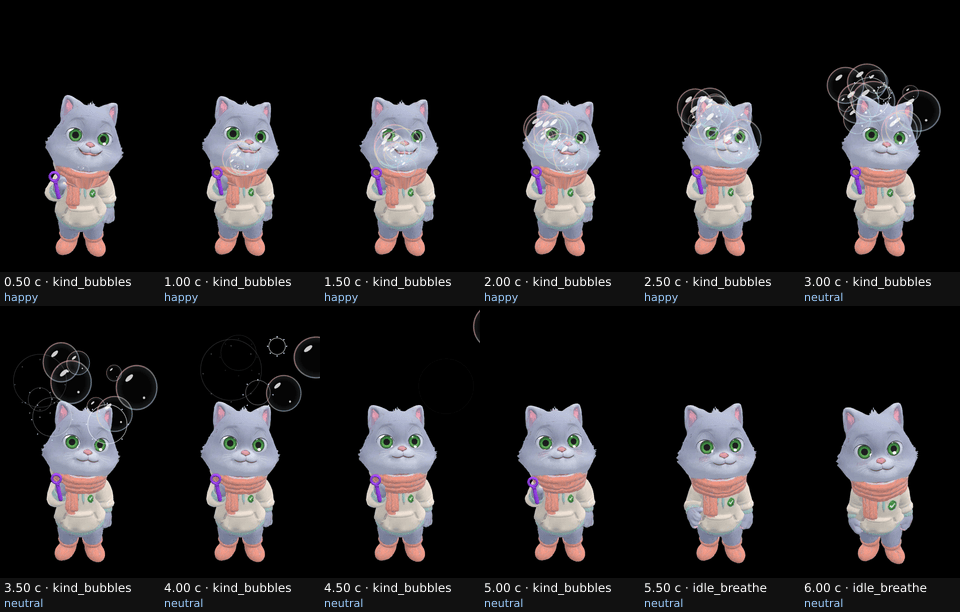 0.50 c · kind_bubbles
happy
1.00 c · kind_bubbles
happy
1.50 c · kind_bubbles
happy
2.00 c · kind_bubbles
happy
2.50 c · kind_bubbles
happy
3.00 c · kind_bubbles
neutral
3.50 c · kind_bubbles
neutral
4.00 c · kind_bubbles
neutral
4.50 c · kind_bubbles
neutral
5.00 c · kind_bubbles
neutral
5.50 c · idle_breathe
neutral
6.00 c · idle_breathe
neutral